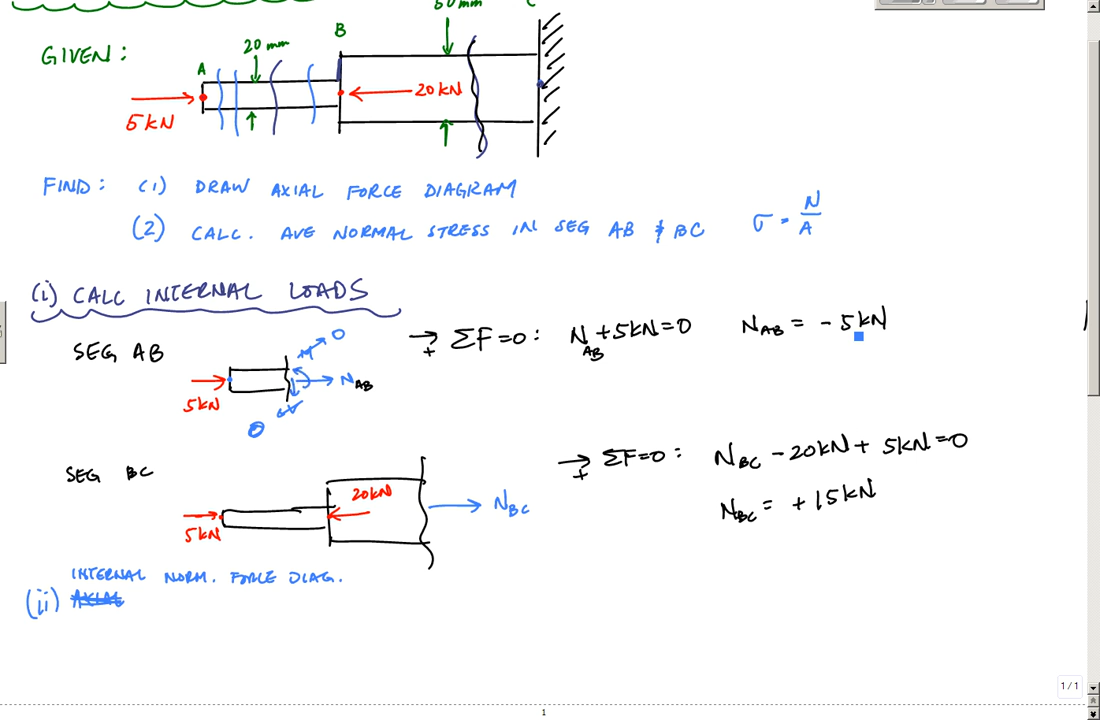 50 mm
C
B
GIVEN:
20 mm
A
20KN
5 KN
FIND: (1) DRAW AXIAL FORCE DIAGRAM
(2) CALC. AVE NORMAL STRESS IN SEG AB & BC σ = N/A
(i) CALC INTERNAL LOADS
SEG AB
→+ ΣF=0: N_AB+5KN=0 N_AB = -5KN
M 0
N_AB
5KN
V
0
SEG BC
→+ ΣF=0: N_BC -20KN + 5KN=0
20KN
N_BC
N_BC = +15KN
5KN
INTERNAL NORM. FORCE DIAG.
(ii) AXIAL
1/1
1